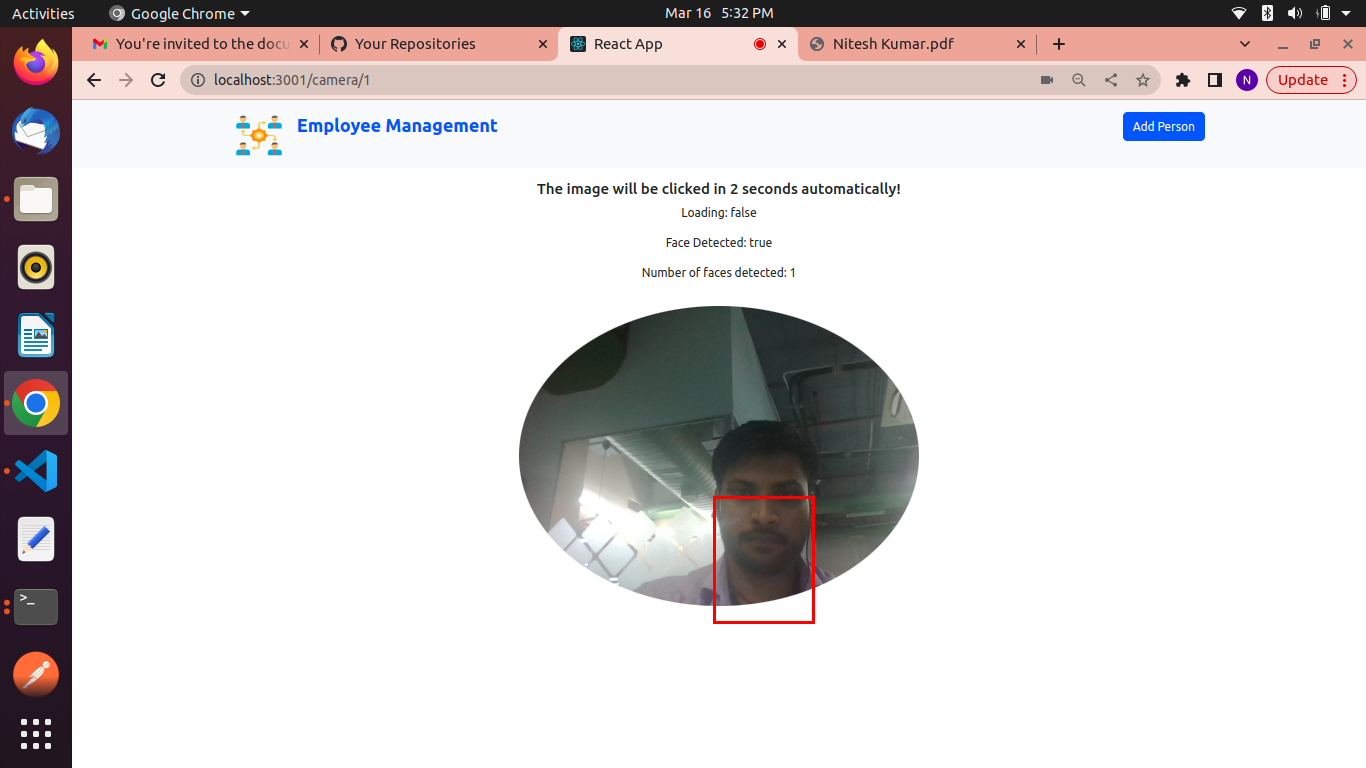 Activities
Google Chrome
Mar 16 5:32 PM
You're invited to the docu
Your Repositories
React App
Nitesh Kumar.pdf
localhost:3001/camera/1
N
Update
Employee Management
Add Person
The image will be clicked in 2 seconds automatically!
Loading: false
Face Detected: true
Number of faces detected: 1
>_